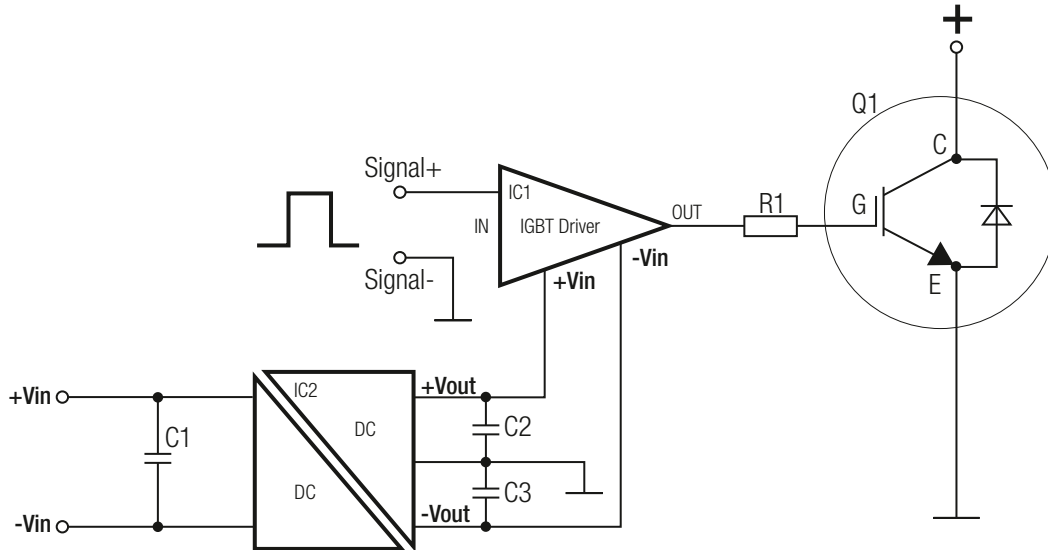 +
Q1
C
Signal+
IC1
G
R1
OUT
IN
IGBT Driver
-Vin
Signal-
+Vin
E
IC2
+Vout
+Vin
C1
DC
C2
DC
C3
-Vout
-Vin